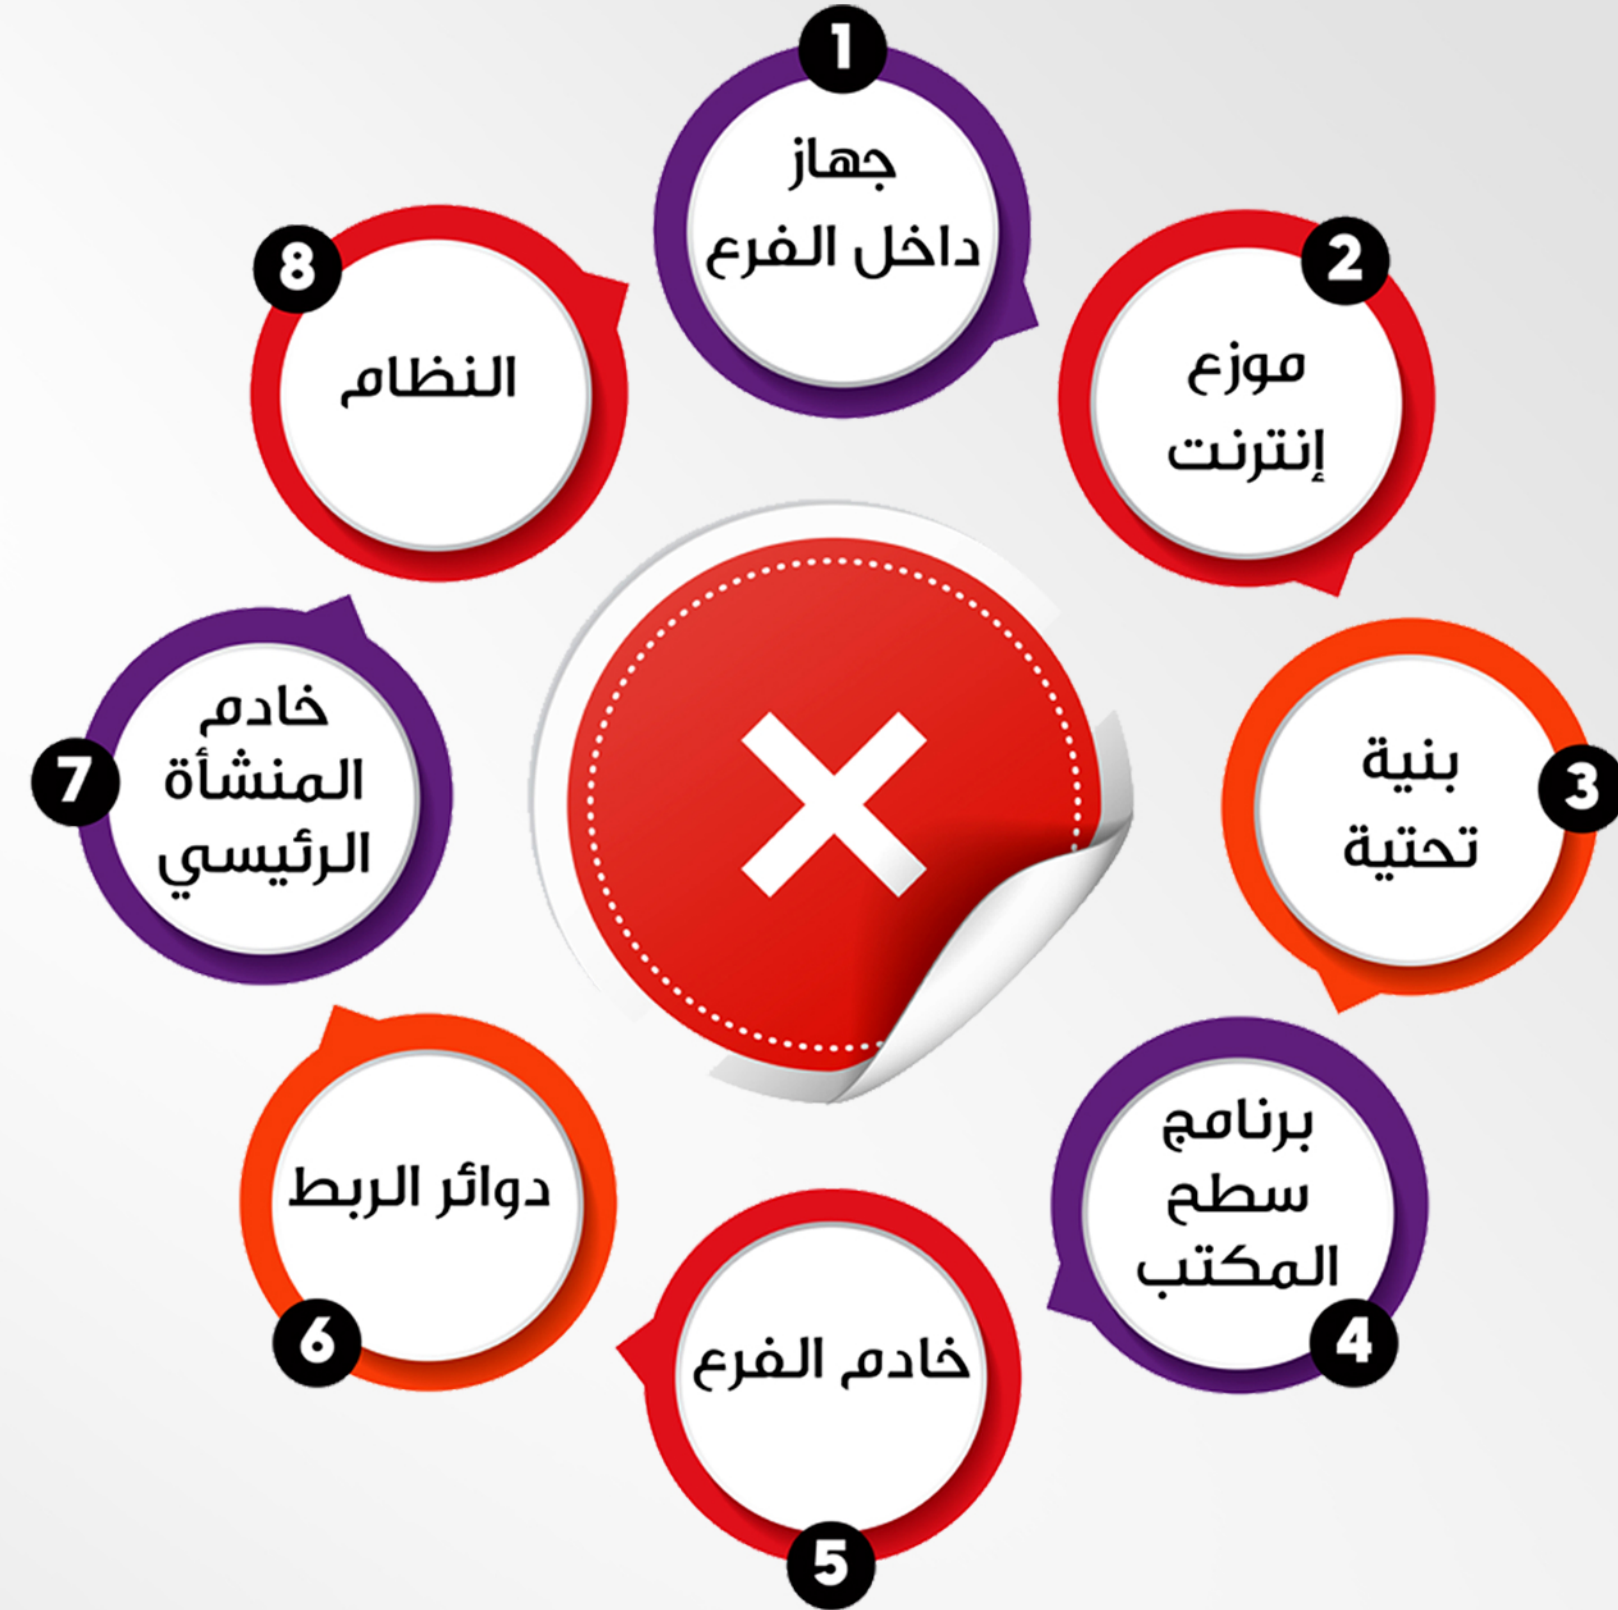 1
جهاز
داخل الفرع
2
موزع
إنترنت
3
بنية
تحتية
4
برنامج
سطح
المكتب
5
خادم الفرع
6
دوائر الربط
7
خادم
المنشأة
الرئيسي
8
النظام